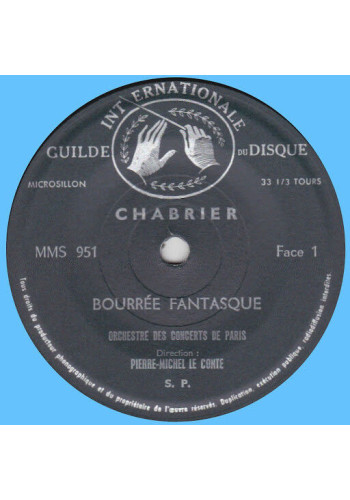 INTERNATIONALE
GUILDE DU DISQUE
MICROSILLON 33 1/3 TOURS
CHABRIER
MMS 951 Face 1
BOURRÉE FANTASQUE
ORCHESTRE DES CONCERTS DE PARIS
Direction :
PIERRE-MICHEL LE CONTE
S. P.
Tous droits du producteur phonographique et du propriétaire de l'œuvre réservés. Duplication, exécution publique, radiodiffusion interdites.